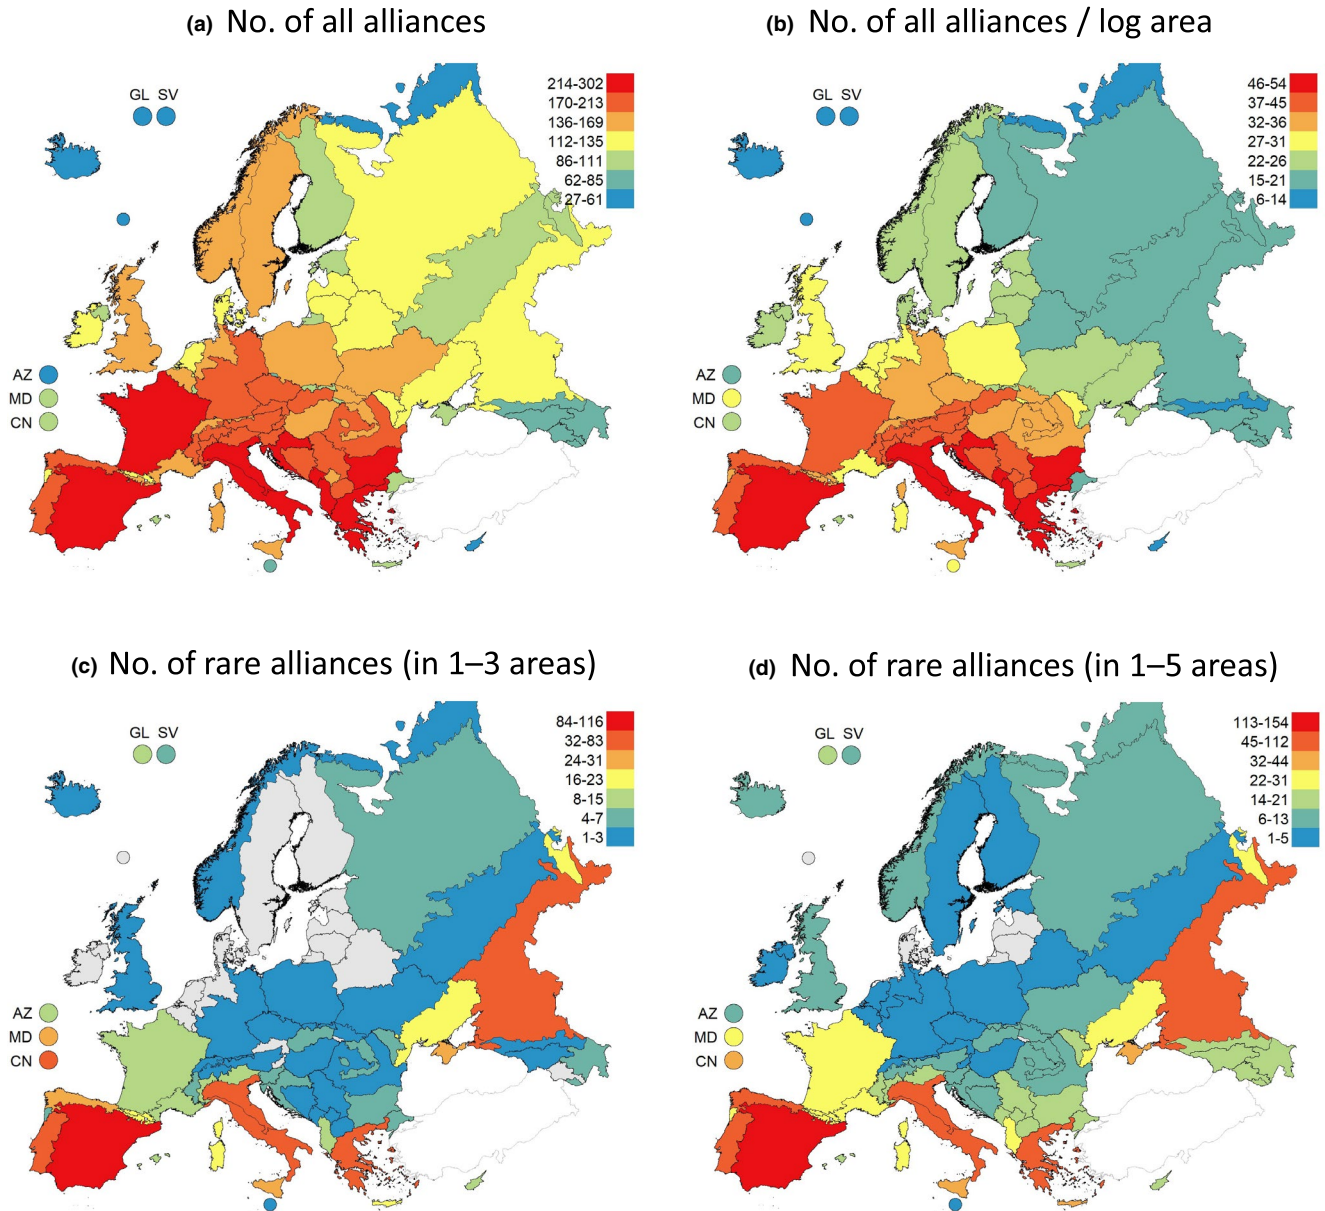 (a) No. of all alliances
GL SV
214-302
170-213
136-169
112-135
86-111
62-85
27-61
AZ
MD
CN
(b) No. of all alliances / log area
GL SV
46-54
37-45
32-36
27-31
22-26
15-21
6-14
AZ
MD
CN
(c) No. of rare alliances (in 1–3 areas)
GL SV
84-116
32-83
24-31
16-23
8-15
4-7
1-3
AZ
MD
CN
(d) No. of rare alliances (in 1–5 areas)
GL SV
113-154
45-112
32-44
22-31
14-21
6-13
1-5
AZ
MD
CN